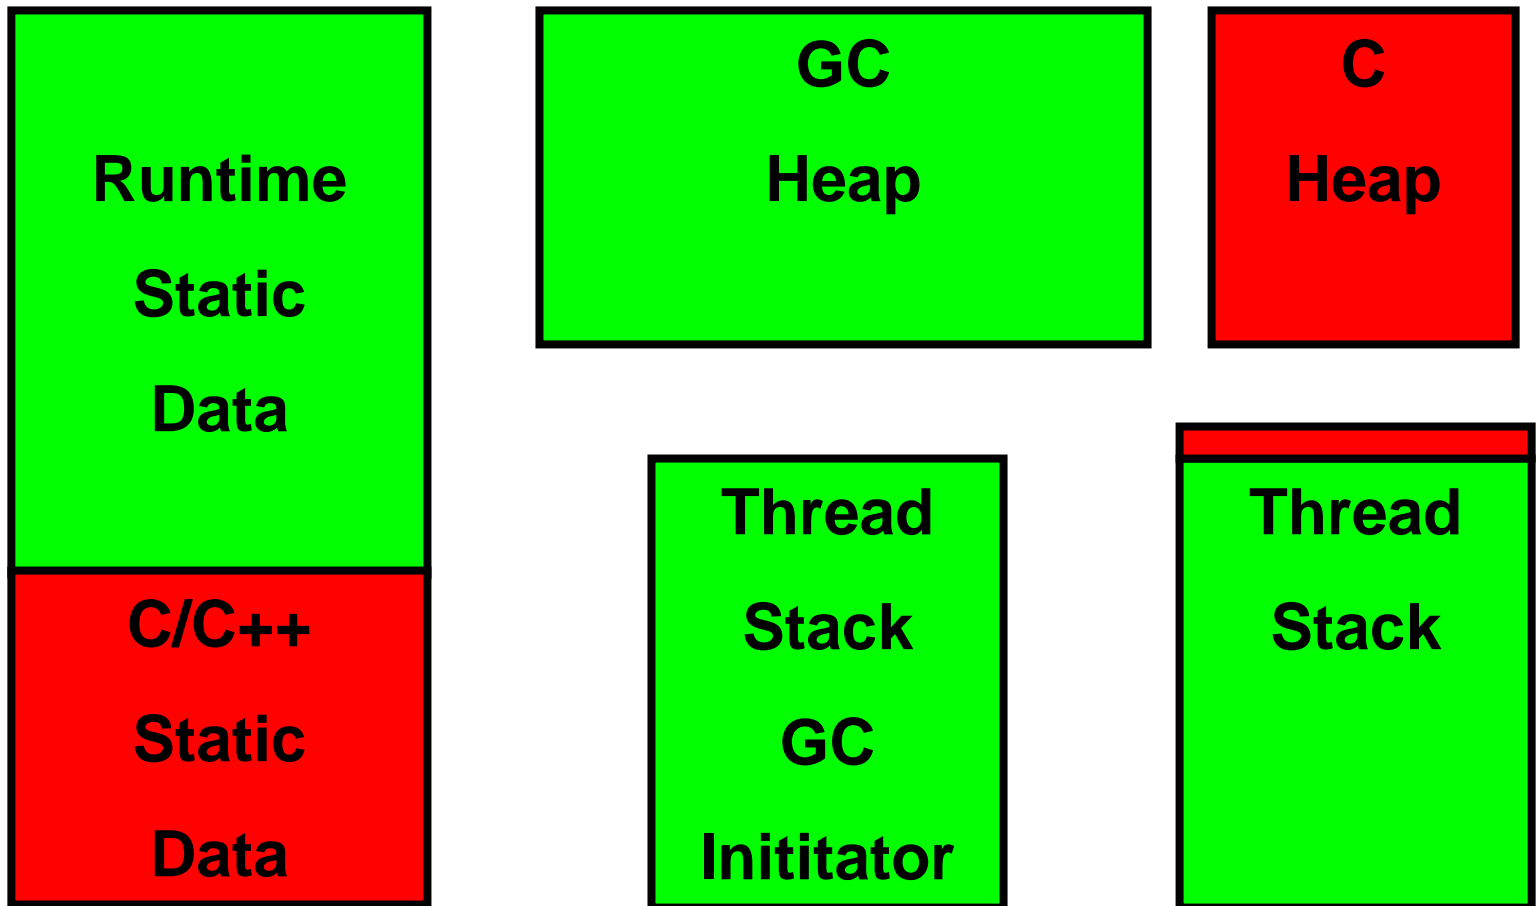 Runtime
Static
Data
C/C++
Static
Data
GC
Heap
C
Heap
Thread
Stack
GC
Inititator
Thread
Stack